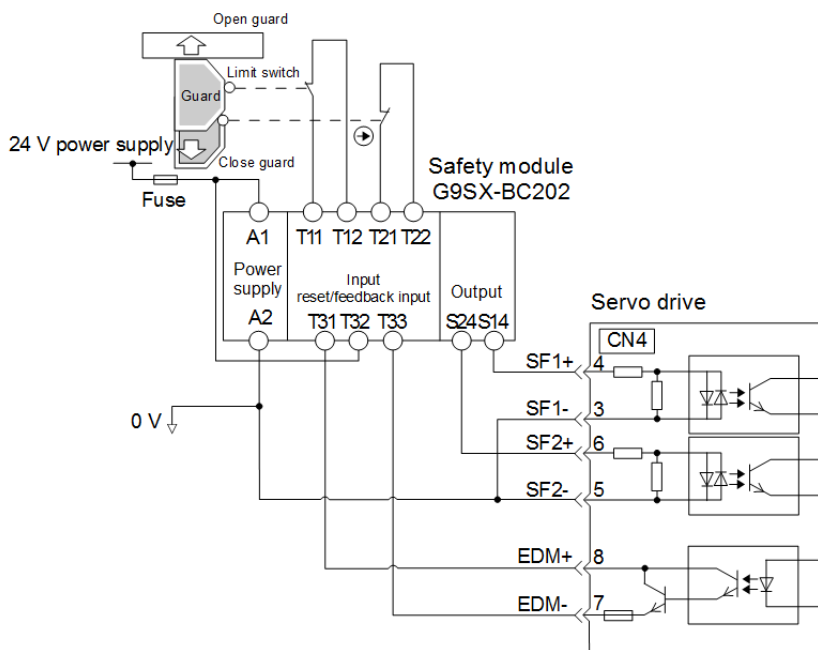 Open guard
Limit switch
Guard
24 V power supply
Close guard
Fuse
Safety module
G9SX-BC202
A1
T11
T12
T21
T22
Power
supply
Input
reset/feedback input
Output
A2
T31
T32
T33
S24
S14
Servo drive
CN4
SF1+
4
SF1-
3
0 V
SF2+
6
SF2-
5
EDM+
8
EDM-
7